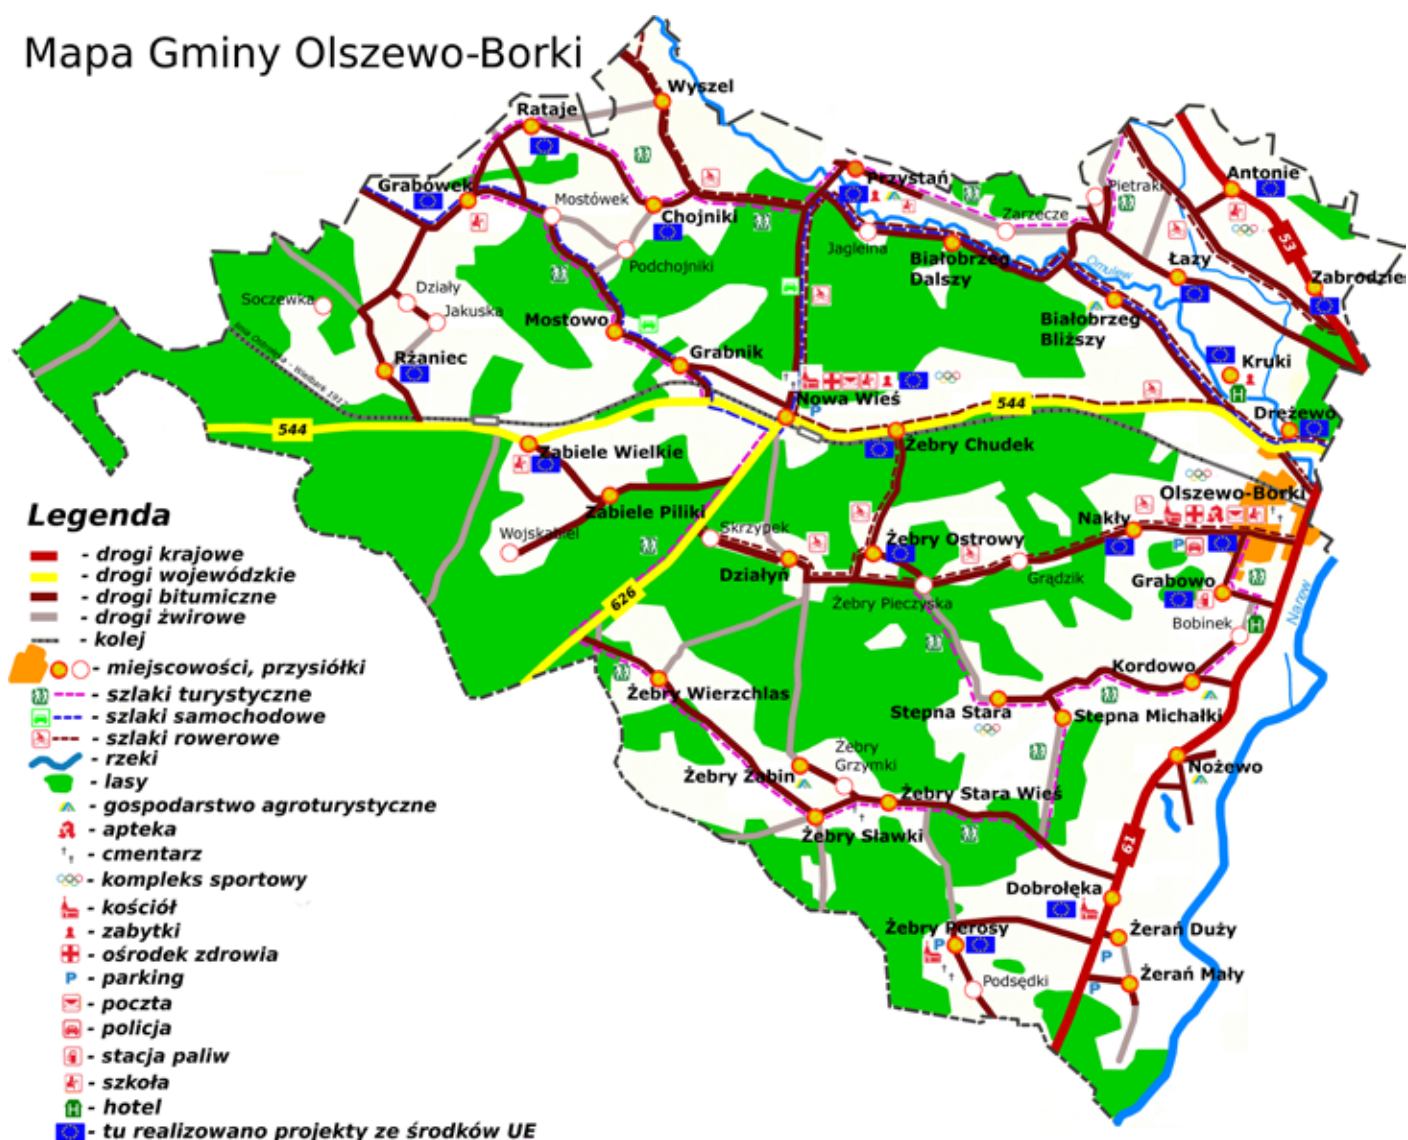 Mapa Gminy Olszewo-Borki
Wyszel
Rataje
Przystań
Antonie
Pietraki
Grabówek
Mostówek
Chojniki
Zarzecze
53
Jagleina
Białobrzeg
Dalszy
Łazy
Omulew
Zabrodzie
Podchojniki
Działy
Soczewka
Jakuska
Mostowo
Białobrzeg
Bliższy
Grabnik
Kruki
Rżaniec
Nowa Wieś
P
544
544
Drężewo
Żebry Chudek
Zabiele Wielkie
Olszewo-Borki
Zabiele Piliki
Nakły
Skrzypek
Wojskabiel
Żebry Ostrowy
P
Działyń
Grądzik
Grabowo
Żebry Pieczyska
626
Narew
Bobinek
H
H
Kordowo
Żebry Wierzchlas
Stepna Stara
Stepna Michałki
Żebry Żabin
Żebry
Grzymki
Nożewo
Żebry Stara Wieś
Żebry Sławki
61
Dobrołęka
Żebry Perosy
P
Żerań Duży
P
Podsędki
Żerań Mały
P
Legenda
- drogi krajowe
- drogi wojewódzkie
- drogi bitumiczne
- drogi żwirowe
- kolej
- miejscowości, przysiółki
- szlaki turystyczne
- szlaki samochodowe
- szlaki rowerowe
- rzeki
- lasy
- gospodarstwo agroturystyczne
- apteka
- cmentarz
- kompleks sportowy
- kościół
- zabytki
- ośrodek zdrowia
P - parking
- poczta
- policja
- stacja paliw
- szkoła
H - hotel
- tu realizowano projekty ze środków UE